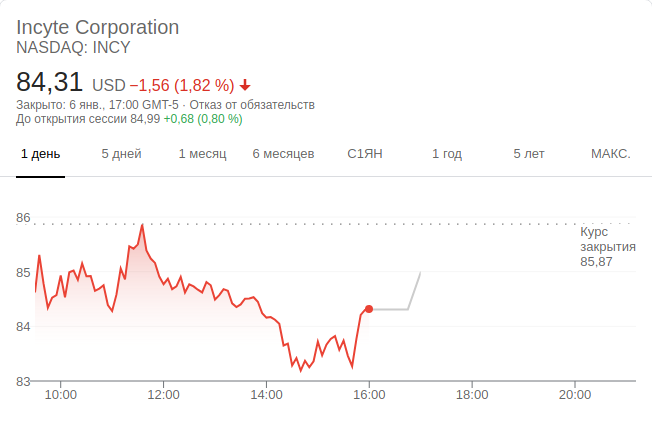 Incyte Corporation
NASDAQ: INCY
84,31 USD −1,56 (1,82 %)
Закрыто: 6 янв., 17:00 GMT-5 · Отказ от обязательств
До открытия сессии 84,99 +0,68 (0,80 %)
1 день 5 дней 1 месяц 6 месяцев С1ЯН 1 год 5 лет МАКС.
86
Курс
закрытия
85,87
85
84
83
10:00 12:00 14:00 16:00 18:00 20:00